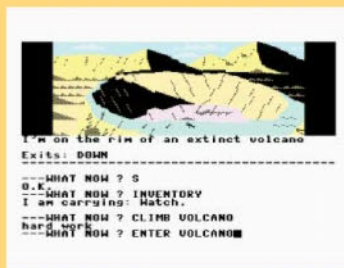 I'm on the rim of an extinct volcano
Exits: DOWN
---WHAT NOW ? S
O.K.
---WHAT NOW ? INVENTORY
I am carrying: Watch.
---WHAT NOW ? CLIMB VOLCANO
hard work
---WHAT NOW ? ENTER VOLCANO